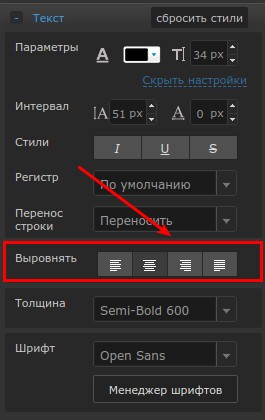 - Текст сбросить стили
Параметры A T 34 px
Скрыть настройки
Интервал A 51 px A 0 px
Стили I U S
Регистр По умолчанию
Перенос строки Переносить
Выровнять
Толщина Semi-Bold 600
Шрифт Open Sans
Менеджер шрифтов